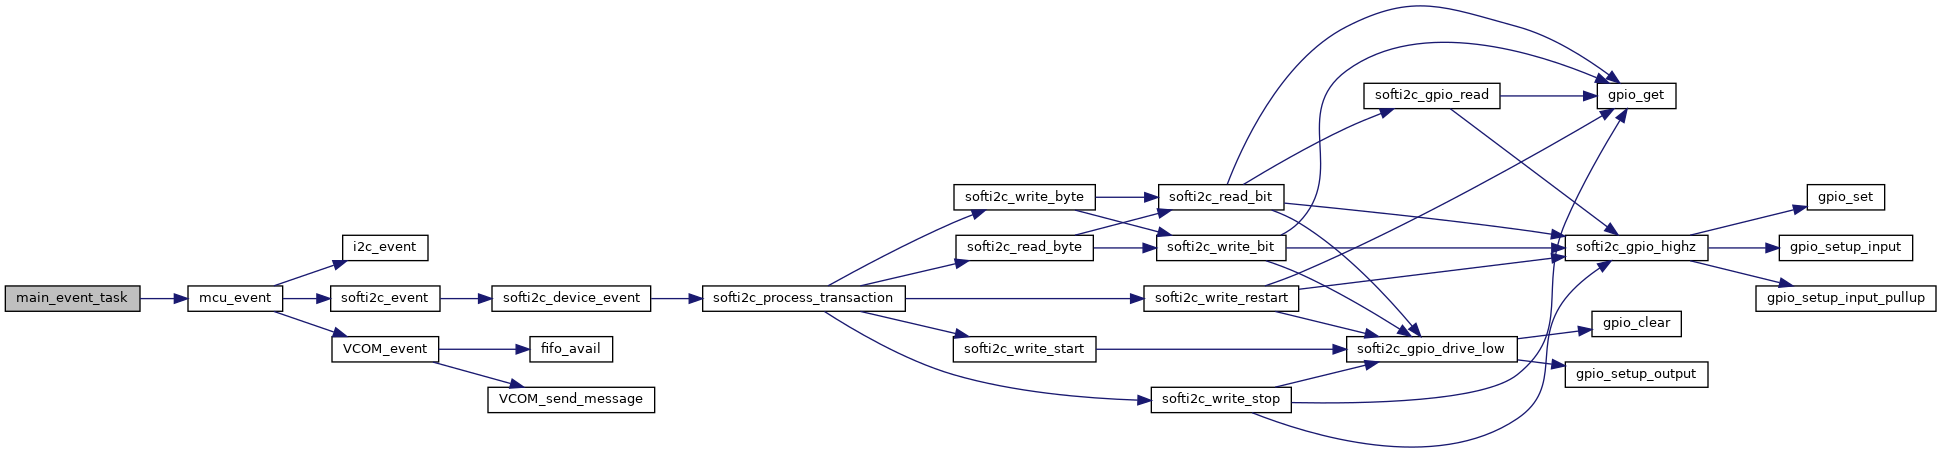 main_event_task
mcu_event
i2c_event
softi2c_event
VCOM_event
softi2c_device_event
fifo_avail
VCOM_send_message
softi2c_process_transaction
softi2c_write_byte
softi2c_read_byte
softi2c_write_start
softi2c_read_bit
softi2c_write_bit
softi2c_write_restart
softi2c_write_stop
softi2c_gpio_read
softi2c_gpio_drive_low
gpio_get
softi2c_gpio_highz
gpio_clear
gpio_setup_output
gpio_set
gpio_setup_input
gpio_setup_input_pullup